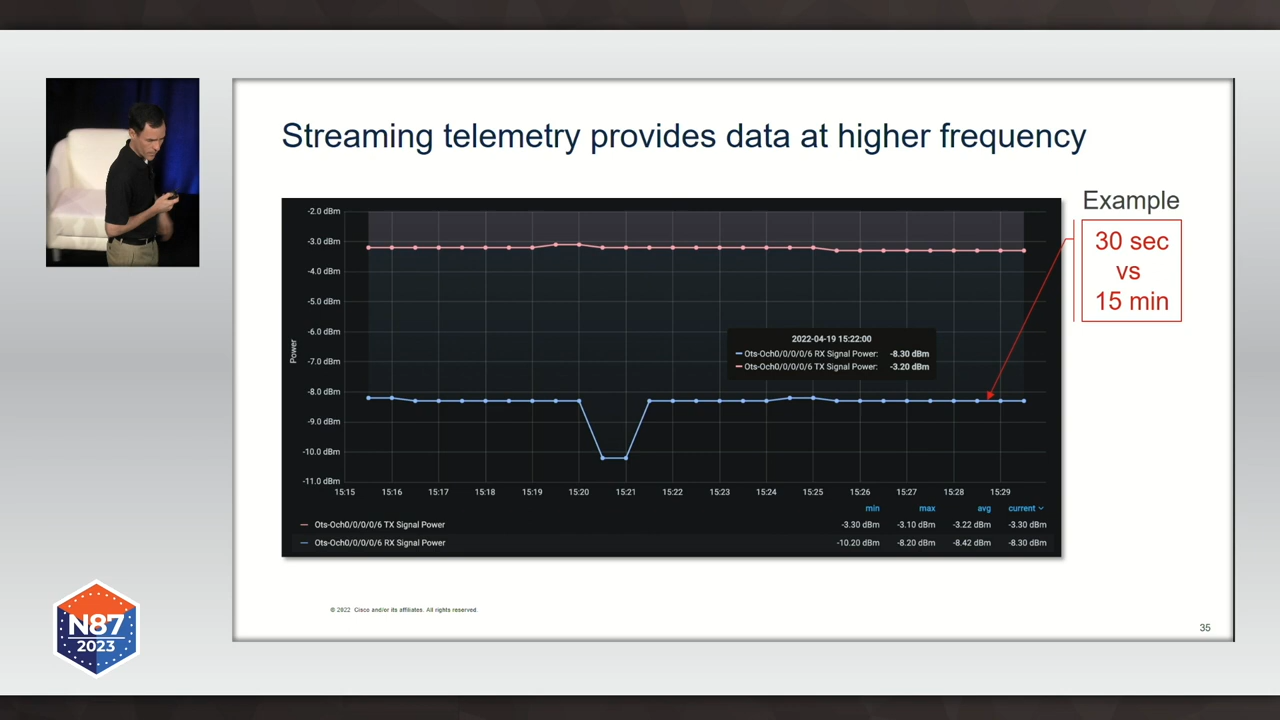 Streaming telemetry provides data at higher frequency
Example
30 sec
vs
15 min
-2.0 dBm
-3.0 dBm
-4.0 dBm
-5.0 dBm
-6.0 dBm
-7.0 dBm
-8.0 dBm
-9.0 dBm
-10.0 dBm
-11.0 dBm
Power
2022-04-19 15:22:00
Ots-Och0/0/0/0/6 RX Signal Power: -8.30 dBm
Ots-Och0/0/0/0/6 TX Signal Power: -3.20 dBm
15:15 15:16 15:17 15:18 15:19 15:20 15:21 15:22 15:23 15:24 15:25 15:26 15:27 15:28 15:29
min max avg current
Ots-Och0/0/0/0/6 TX Signal Power -3.30 dBm -3.10 dBm -3.22 dBm -3.30 dBm
Ots-Och0/0/0/0/6 RX Signal Power -10.20 dBm -8.20 dBm -8.42 dBm -8.30 dBm
© 2022 Cisco and/or its affiliates. All rights reserved.
35
N87
2023